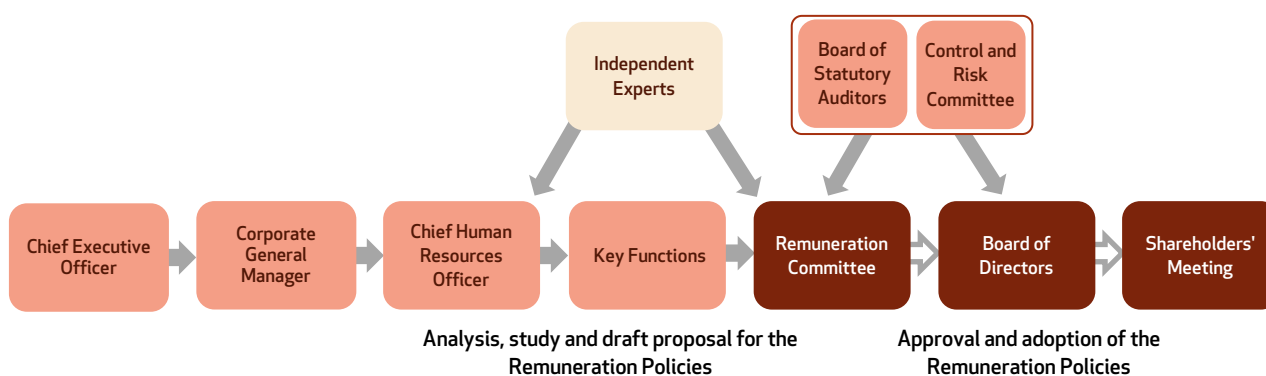 Independent
Experts
Board of
Statutory
Auditors
Control and
Risk
Committee
Chief Executive
Officer
Corporate
General
Manager
Chief Human
Resources
Officer
Key Functions
Remuneration
Committee
Board of
Directors
Shareholders'
Meeting
Analysis, study and draft proposal for the
Remuneration Policies
Approval and adoption of the
Remuneration Policies